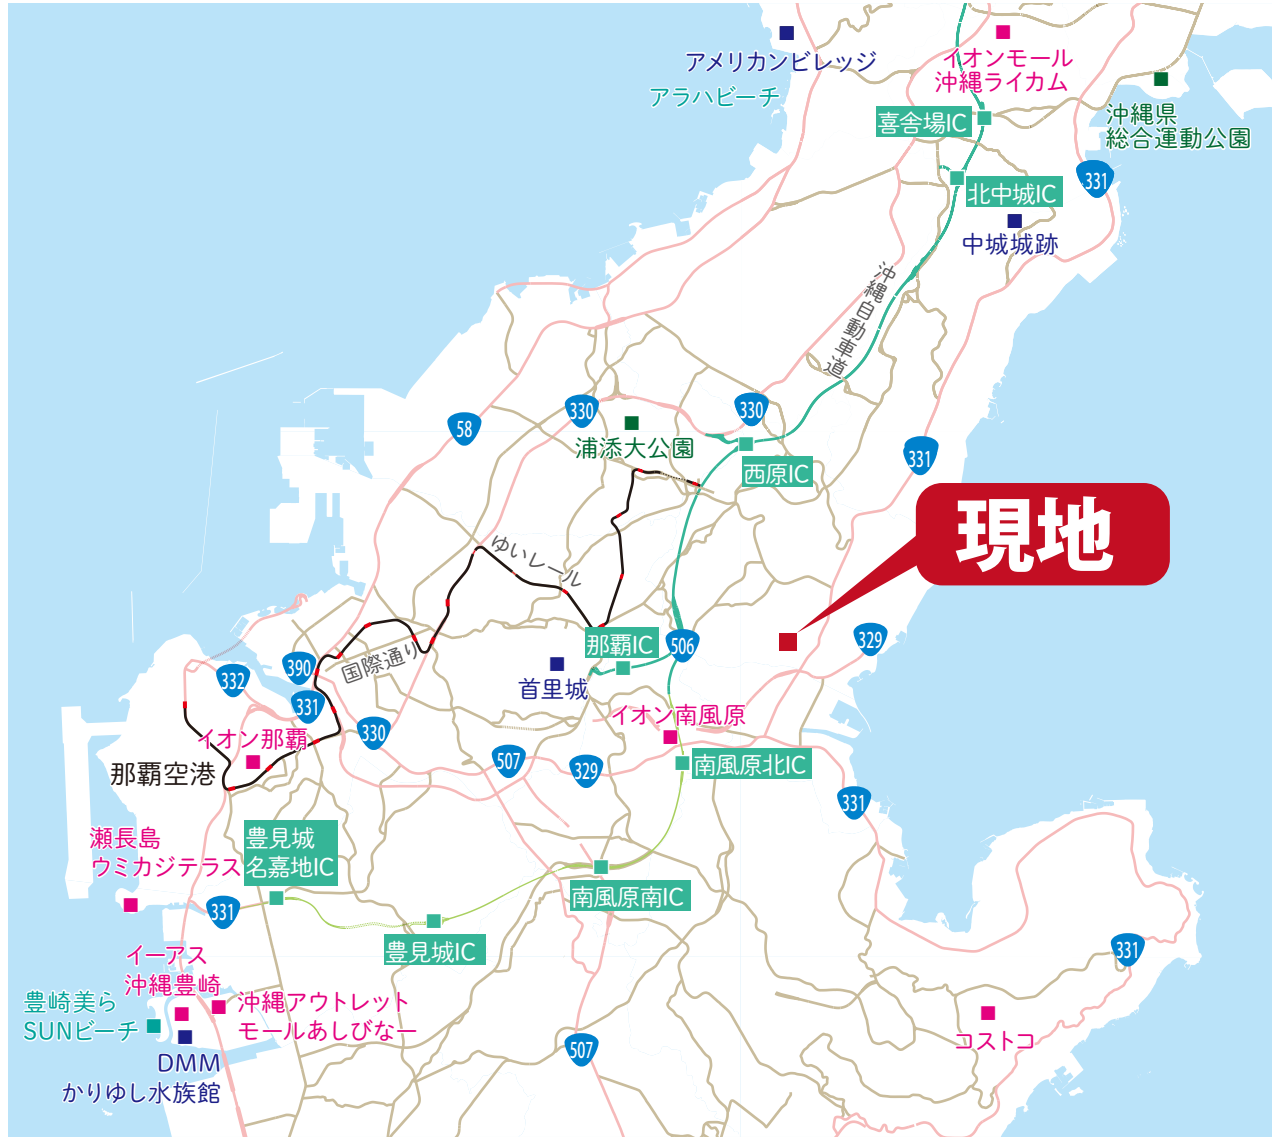 アメリカンビレッジ
アラハビーチ
イオンモール
沖縄ライカム
喜舎場IC
沖縄県
総合運動公園
331
北中城IC
中城城跡
沖縄自動車道
330
330
58
浦添大公園
西原IC
331
現地
ゆいレール
国際通り
那覇IC
506
329
首里城
390
332
331
330
イオン南風原
イオン那覇
那覇空港
507
329
南風原北IC
331
瀬長島
ウミカジテラス
豊見城
名嘉地IC
331
南風原南IC
豊見城IC
331
イーアス
沖縄豊崎
豊崎美ら
SUNビーチ
沖縄アウトレット
モールあしびなー
DMM
かりゆし水族館
507
コストコ